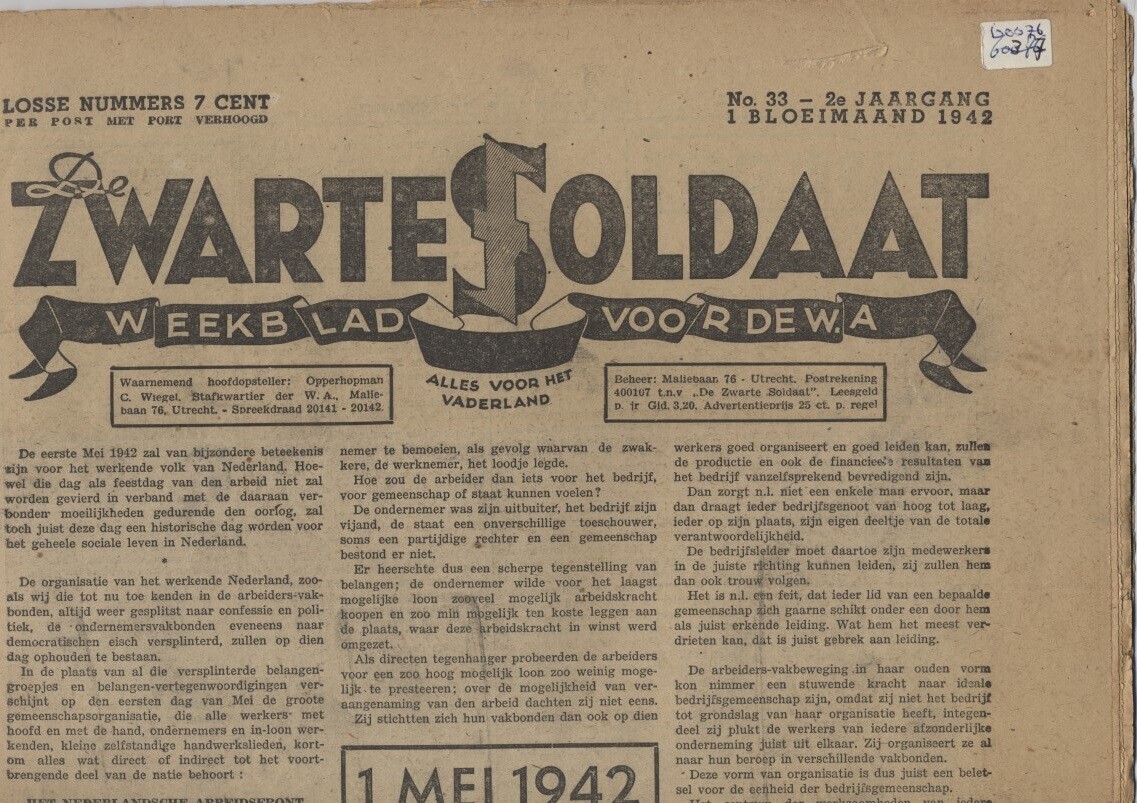 LOSSE NUMMERS 7 CENT
PER POST MET PORT VERHOOGD
No. 33 — 2e JAARGANG
1 BLOEIMAAND 1942
De
ZWARTE SOLDAAT
WEEKBLAD VOOR DE W.A
ALLES VOOR HET
VADERLAND
Waarnemend hoofdopsteller: Opperhopman
C. Wiegel, Stafkwartier der W. A., Malie-
baan 76, Utrecht. - Spreekdraad 20141 - 20142.
Beheer: Maliebaan 76 - Utrecht. Postrekening
400107 t.n.v „De Zwarte Soldaat". Leesgeld
p. jr Gld. 3.20. Advertentieprijs 25 ct. p. regel
De eerste Mei 1942 zal van bijzondere beteekenis
zijn voor het werkende volk van Nederland. Hoe-
wel die dag als feestdag van den arbeid niet zal
worden gevierd in verband met de daaraan ver-
bonden moeilijkheden gedurende den oorlog, zal
toch juist deze dag een historische dag worden voor
het geheele sociale leven in Nederland.
*
De organisatie van het werkende Nederland, zoo-
als wij die tot nu toe kenden in de arbeiders-vak-
bonden, altijd weer gesplitst naar confessie en poli-
tiek, de ondernemersvakbonden eveneens naar
democratischen eisch versplinterd, zullen op dien
dag ophouden te bestaan.
In de plaats van al die versplinterde belangen-
groepjes en belangen-vertegenwoordigingen ver-
schijnt op den eersten dag van Mei de groote
gemeenschapsorganisatie, die alle werkers met
hoofd en met de hand, ondernemers en in-loon wer-
kenden, kleine zelfstandige handwerkslieden, kort-
om alles wat direct of indirect tot het voort-
brengende deel van de natie behoort :
HET NEDERLANDSCHE ARBEIDSFRONT
nemer te bemoeien, als gevolg waarvan de zwak-
kere, de werknemer, het loodje legde.
Hoe zou de arbeider dan iets voor het bedrijf,
voor gemeenschap of staat kunnen voelen?
De ondernemer was zijn uitbuiter, het bedrijf zijn
vijand, de staat een onverschillige toeschouwer,
soms een partijdige rechter en een gemeenschap
bestond er niet.
Er heerschte dus een scherpe tegenstelling van
belangen; de ondernemer wilde voor het laagst
mogelijke loon zooveel mogelijk arbeidskracht
koopen en zoo min mogelijk ten koste leggen aan
de plaats, waar deze arbeidskracht in winst werd
omgezet.
Als directen tegenhanger probeerden de arbeiders
voor een zoo hoog mogelijk loon zoo weinig moge-
lijk te presteeren; over de mogelijkheid van ver-
aangenaming van den arbeid dachten zij niet eens.
Zij stichtten zich hun vakbonden dan ook op dien
1 MEI 1942
werkers goed organiseert en goed leiden kan, zullen
de productie en ook de financieele resultaten van
het bedrijf vanzelfsprekend bevredigend zijn.
Dan zorgt n.l. niet een enkele man ervoor, maar
dan draagt ieder bedrijfsgenoot van hoog tot laag,
ieder op zijn plaats, zijn eigen deeltje van de totale
verantwoordelijkheid.
De bedrijfsleider moet daartoe zijn medewerkers
in de juiste richting kunnen leiden, zij zullen hem
dan ook trouw volgen.
Het is n.l. een feit, dat ieder lid van een bepaalde
gemeenschap zich gaarne schikt onder een door hem
als juist erkende leiding. Wat hem het meest ver-
drieten kan, dat is juist gebrek aan leiding.
De arbeiders-vakbeweging in haar ouden vorm
kon nimmer een stuwende kracht naar ideale
bedrijfsgemeenschap zijn, omdat zij niet het bedrijf
tot grondslag van haar organisatie heeft, integen-
deel zij plukt de werkers van iedere afzonderlijke
onderneming juist uit elkaar. Zij organiseert ze al
naar hun beroep in verschillende vakbonden.
Deze vorm van organisatie is dus juist een belet-
sel voor de eenheid der bedrijfsgemeenschap.